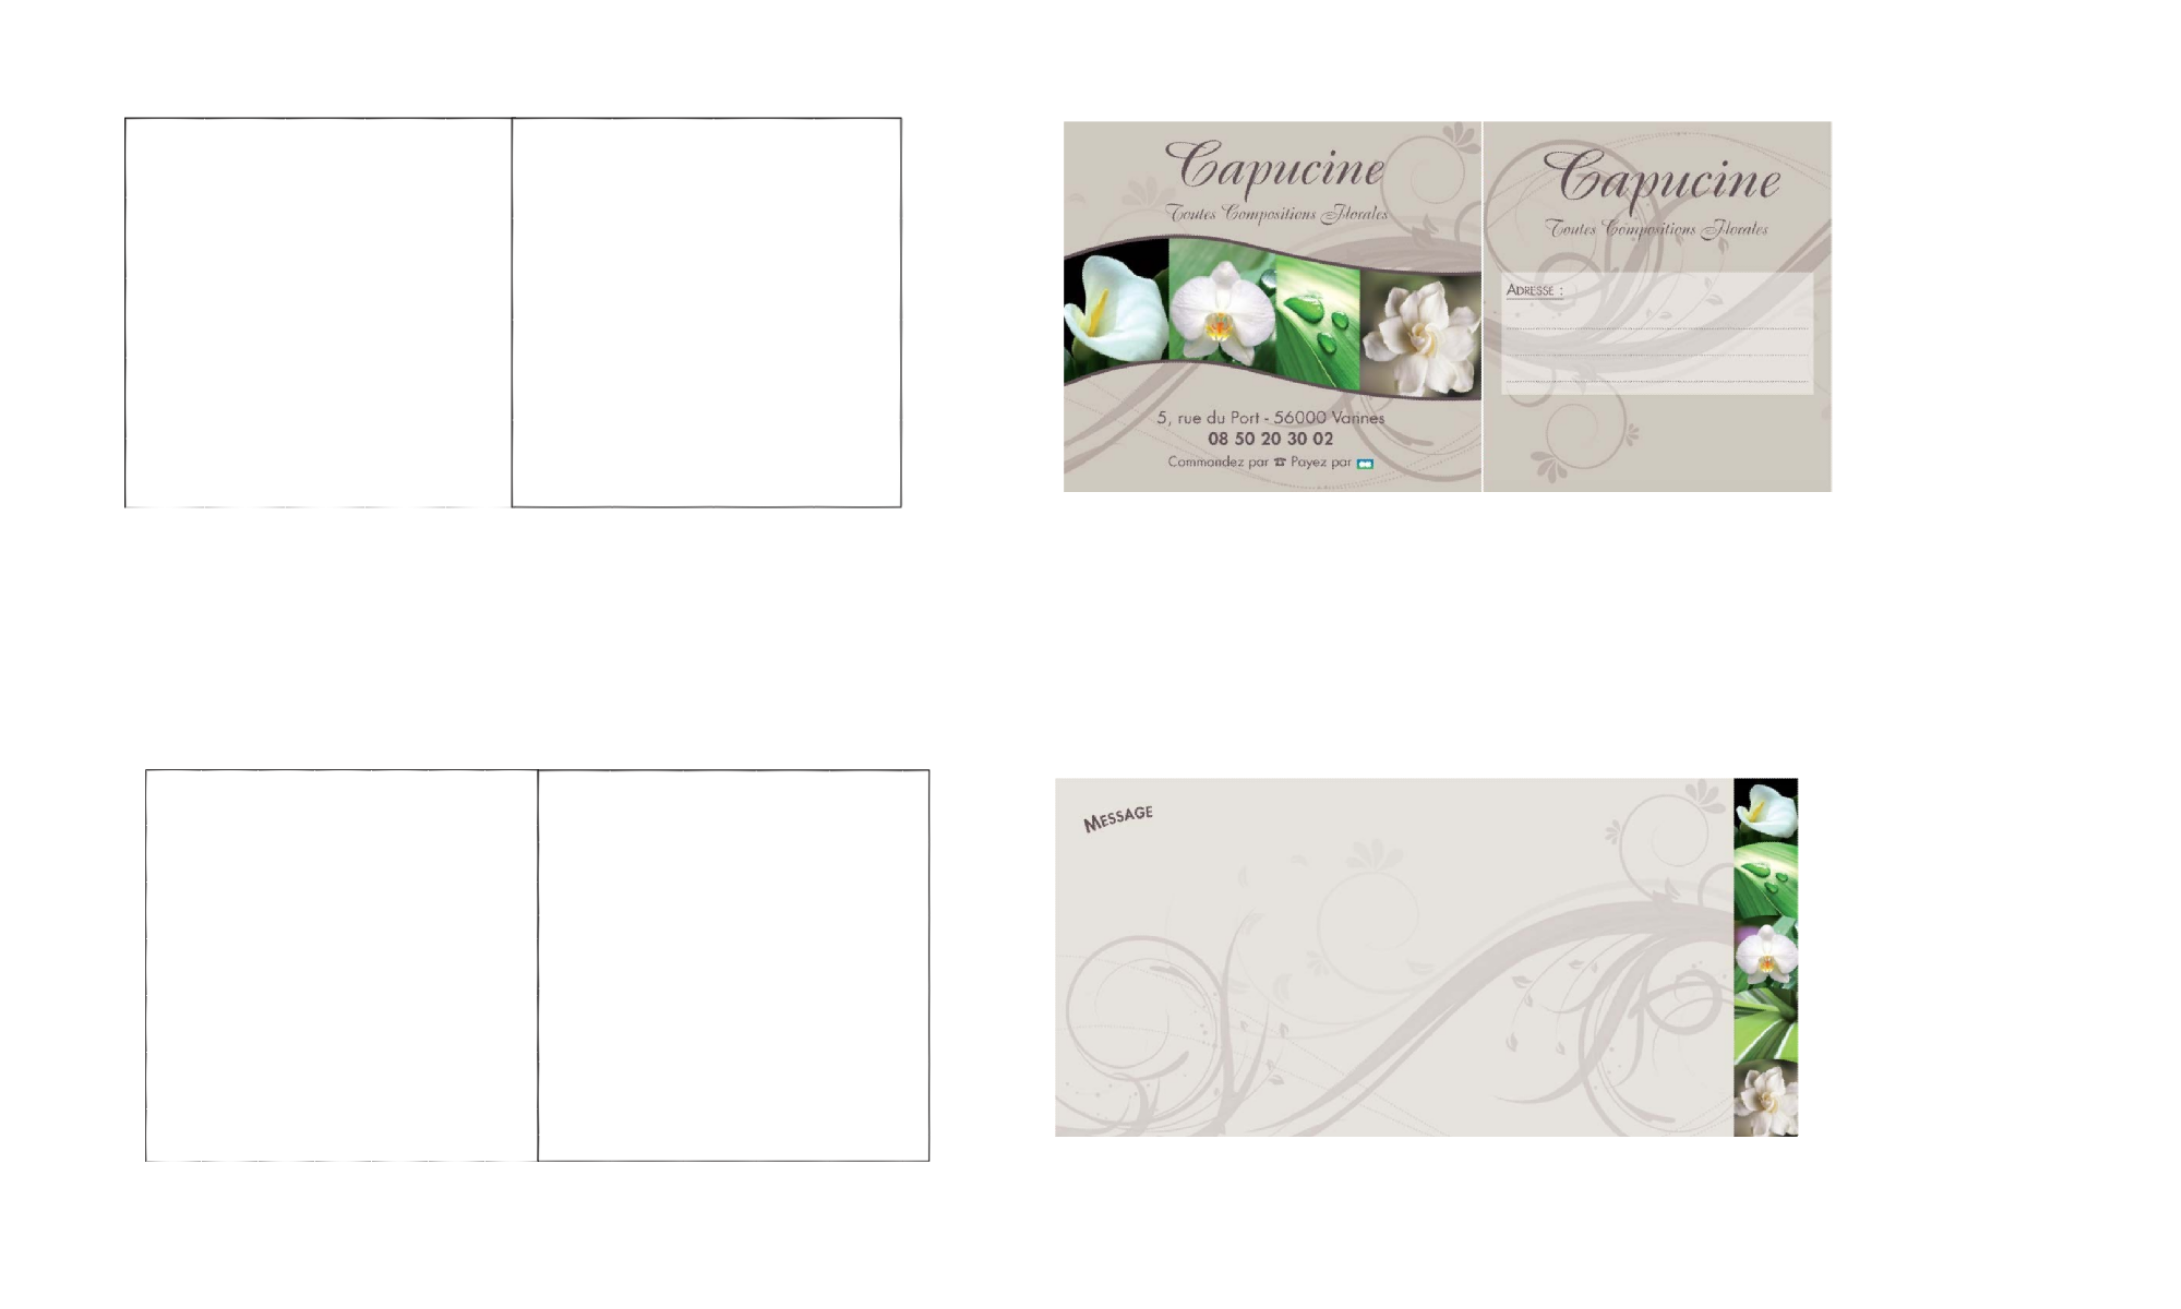 Capucine
Toutes Compositions Florales
5, rue du Port - 56000 Vannes
08 50 20 30 02
Commandez par ☎ Payez par
Capucine
Toutes Compositions Florales
ADRESSE :
MESSAGE